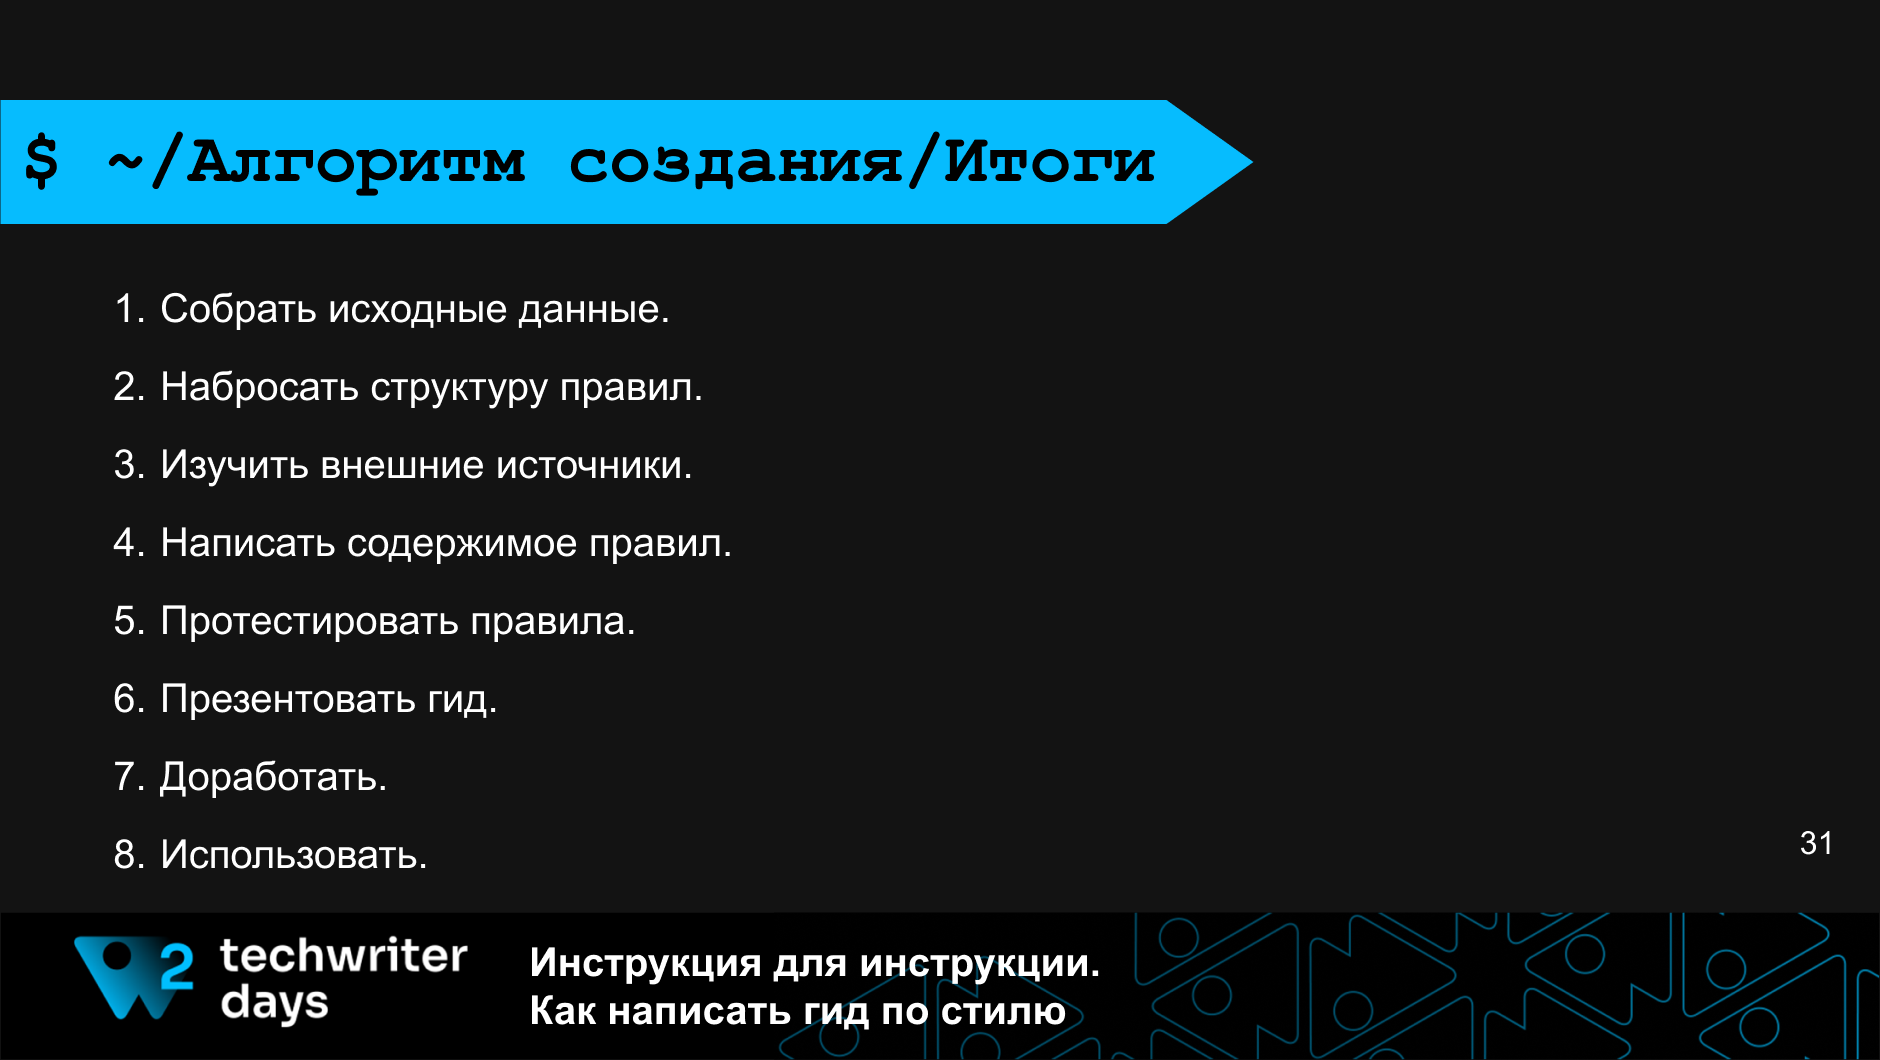 $ ~/Алгоритм создания/Итоги
1. Собрать исходные данные.
2. Набросать структуру правил.
3. Изучить внешние источники.
4. Написать содержимое правил.
5. Протестировать правила.
6. Презентовать гид.
7. Доработать.
8. Использовать.
31
2
techwriter
days
Инструкция для инструкции.
Как написать гид по стилю